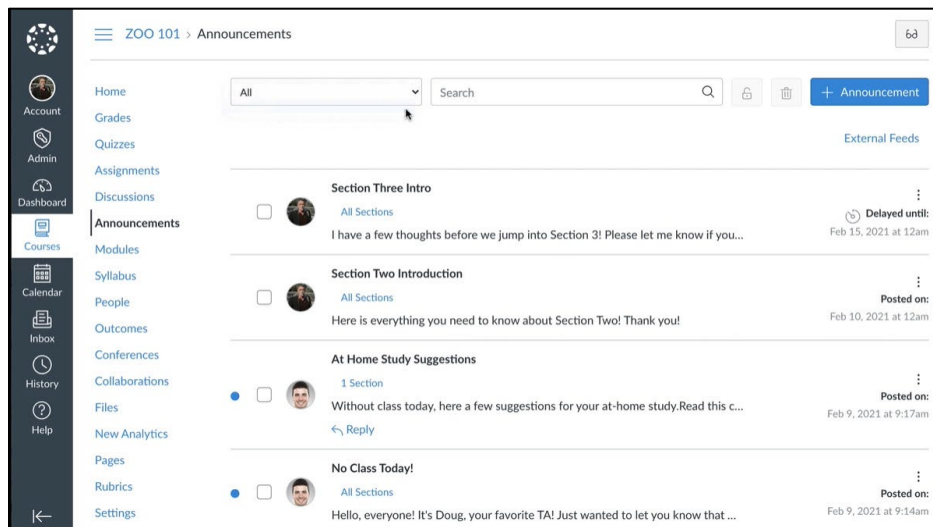 ZOO 101 › Announcements
Account
Admin
Dashboard
Courses
Calendar
Inbox
History
Help
Home
Grades
Quizzes
Assignments
Discussions
Announcements
Modules
Syllabus
People
Outcomes
Conferences
Collaborations
Files
New Analytics
Pages
Rubrics
Settings
All
Search
+ Announcement
External Feeds
Section Three Intro
All Sections
I have a few thoughts before we jump into Section 3! Please let me know if you...
Delayed until:
Feb 15, 2021 at 12am
Section Two Introduction
All Sections
Here is everything you need to know about Section Two! Thank you!
Posted on:
Feb 10, 2021 at 12am
At Home Study Suggestions
1 Section
Without class today, here a few suggestions for your at-home study.Read this c...
Reply
Posted on:
Feb 9, 2021 at 9:17am
No Class Today!
All Sections
Hello, everyone! It's Doug, your favorite TA! Just wanted to let you know that ...
Posted on:
Feb 9, 2021 at 9:14am